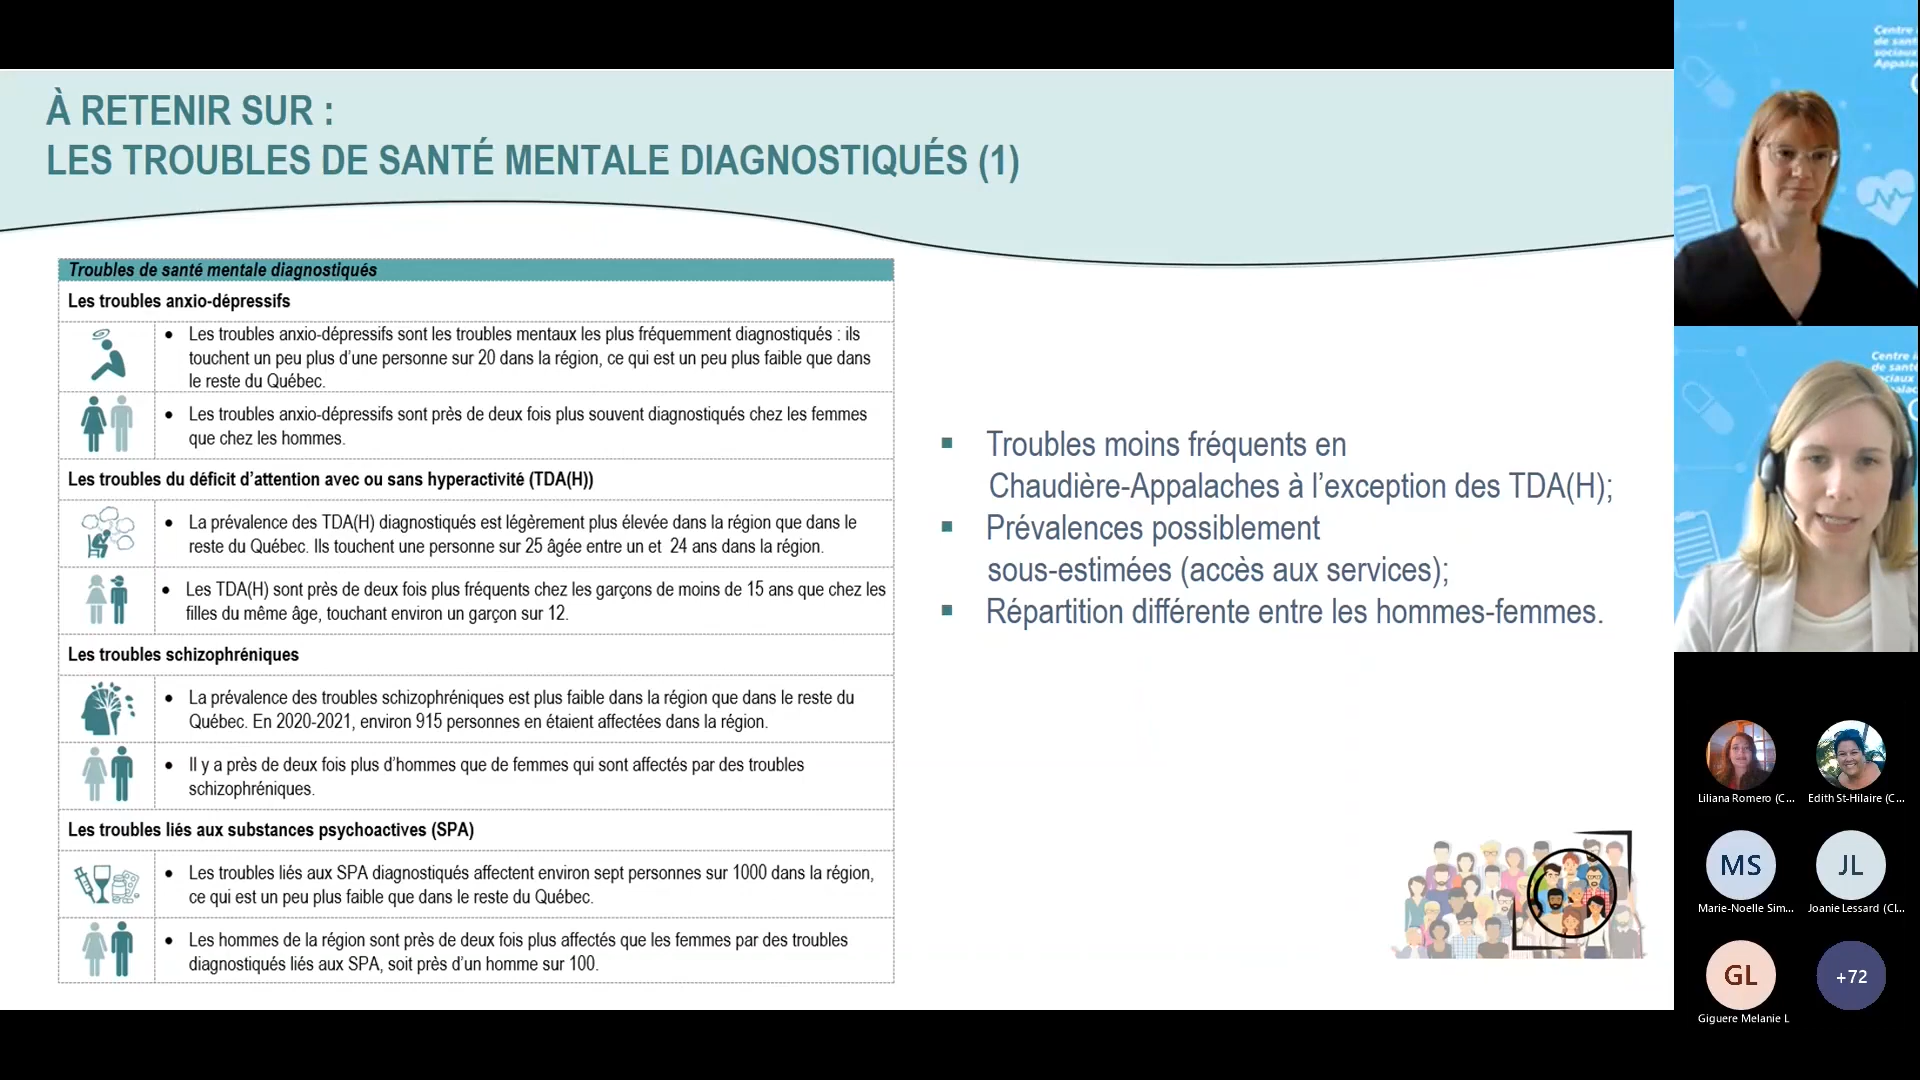 À RETENIR SUR :
LES TROUBLES DE SANTÉ MENTALE DIAGNOSTIQUÉS (1)
Troubles de santé mentale diagnostiqués
Les troubles anxio-dépressifs
• Les troubles anxio-dépressifs sont les troubles mentaux les plus fréquemment diagnostiqués : ils
touchent un peu plus d'une personne sur 20 dans la région, ce qui est un peu plus faible que dans
le reste du Québec.
• Les troubles anxio-dépressifs sont près de deux fois plus souvent diagnostiqués chez les femmes
que chez les hommes.
Les troubles du déficit d'attention avec ou sans hyperactivité (TDA(H))
• La prévalence des TDA(H) diagnostiqués est légèrement plus élevée dans la région que dans le
reste du Québec. Ils touchent une personne sur 25 âgée entre un et 24 ans dans la région.
• Les TDA(H) sont près de deux fois plus fréquents chez les garçons de moins de 15 ans que chez les
filles du même âge, touchant environ un garçon sur 12.
Les troubles schizophréniques
• La prévalence des troubles schizophréniques est plus faible dans la région que dans le reste du
Québec. En 2020-2021, environ 915 personnes en étaient affectées dans la région.
• Il y a près de deux fois plus d'hommes que de femmes qui sont affectés par des troubles
schizophréniques.
Les troubles liés aux substances psychoactives (SPA)
• Les troubles liés aux SPA diagnostiqués affectent environ sept personnes sur 1000 dans la région,
ce qui est un peu plus faible que dans le reste du Québec.
• Les hommes de la région sont près de deux fois plus affectés que les femmes par des troubles
diagnostiqués liés aux SPA, soit près d'un homme sur 100.
▪ Troubles moins fréquents en
Chaudière-Appalaches à l'exception des TDA(H);
▪ Prévalences possiblement
sous-estimées (accès aux services);
▪ Répartition différente entre les hommes-femmes.
Centre
de san
sociaux
Appala
Centre i
de santé
Liliana Romero (C...
Edith St-Hilaire (C...
MS
JL
Marie-Noelle Sim...
Joanie Lessard (CI...
GL
+72
Giguere Melanie L